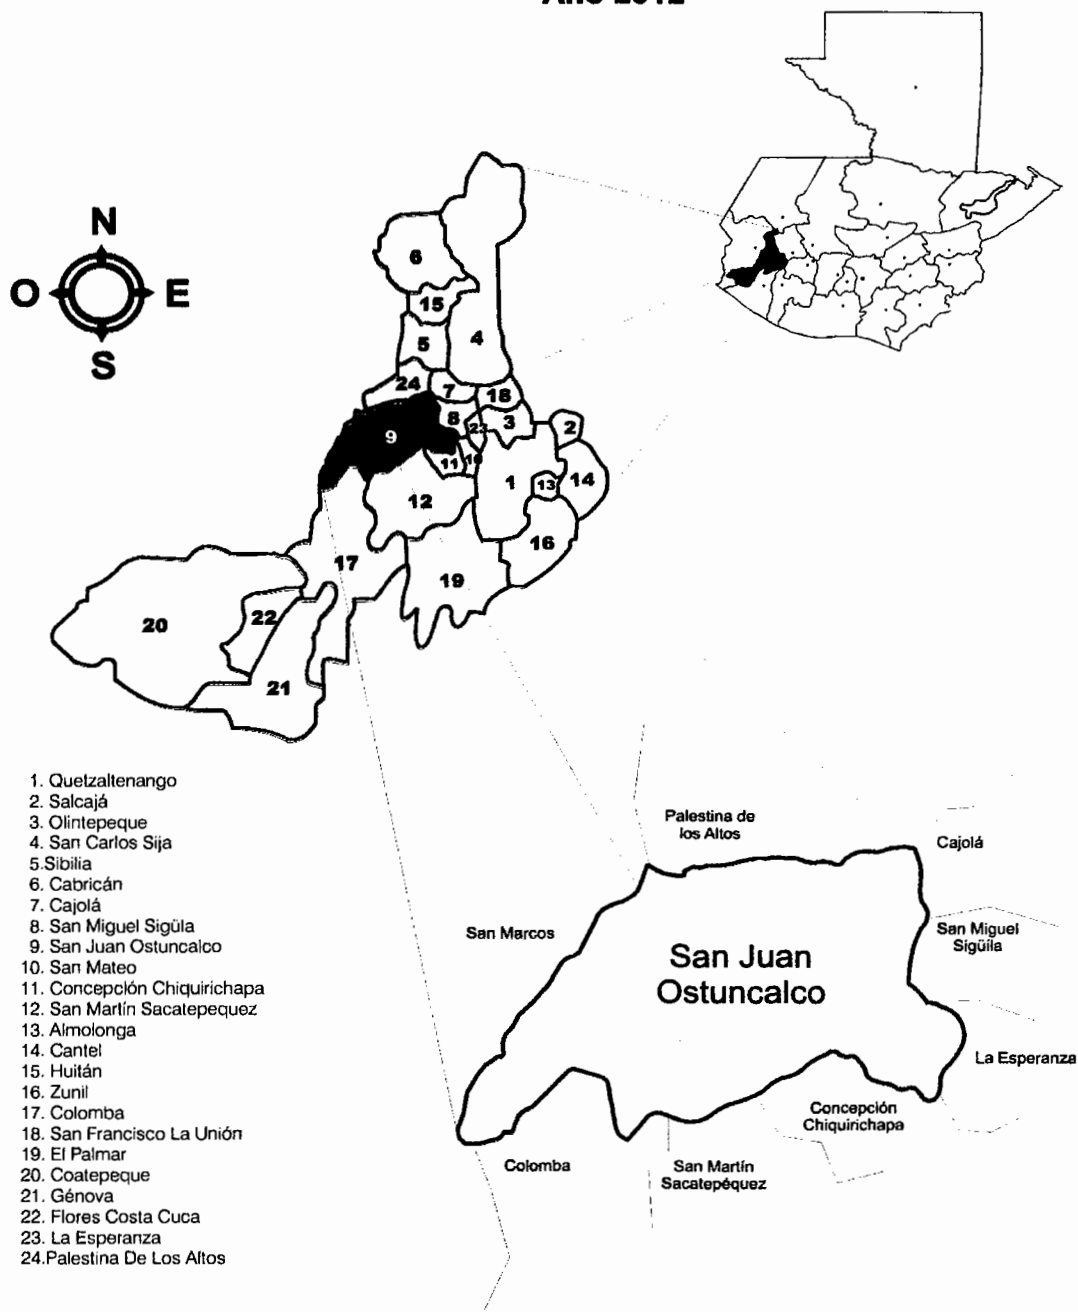 N
O
E
S
6
15
5
4
24
7
18
8
23
3
2
9
11
10
1
13
14
12
16
17
19
20
22
21
1. Quetzaltenango
2. Salcajá
3. Olintepeque
4. San Carlos Sija
5.Sibilia
6. Cabricán
7. Cajolá
8. San Miguel Sigüla
9. San Juan Ostuncalco
10. San Mateo
11. Concepción Chiquirichapa
12. San Martín Sacatepequez
13. Almolonga
14. Cantel
15. Huitán
16. Zunil
17. Colomba
18. San Francisco La Unión
19. El Palmar
20. Coatepeque
21. Génova
22. Flores Costa Cuca
23. La Esperanza
24.Palestina De Los Altos
Palestina de
los Altos
Cajolá
San Marcos
San Miguel
Sigüila
San Juan
Ostuncalco
La Esperanza
Concepción
Chiquirichapa
Colomba
San Martín
Sacatepéquez